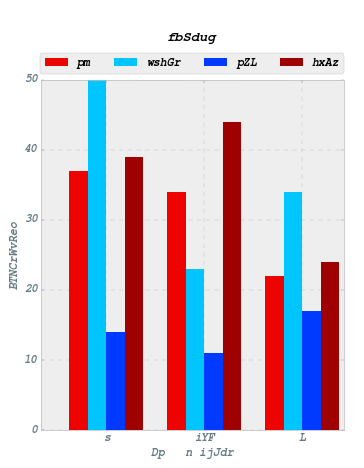 fbSdug
pm wshGr pZL hxAz
50
40
30
20
10
0
BTNCrWvReo
s iYF L
Dp n ijJdr